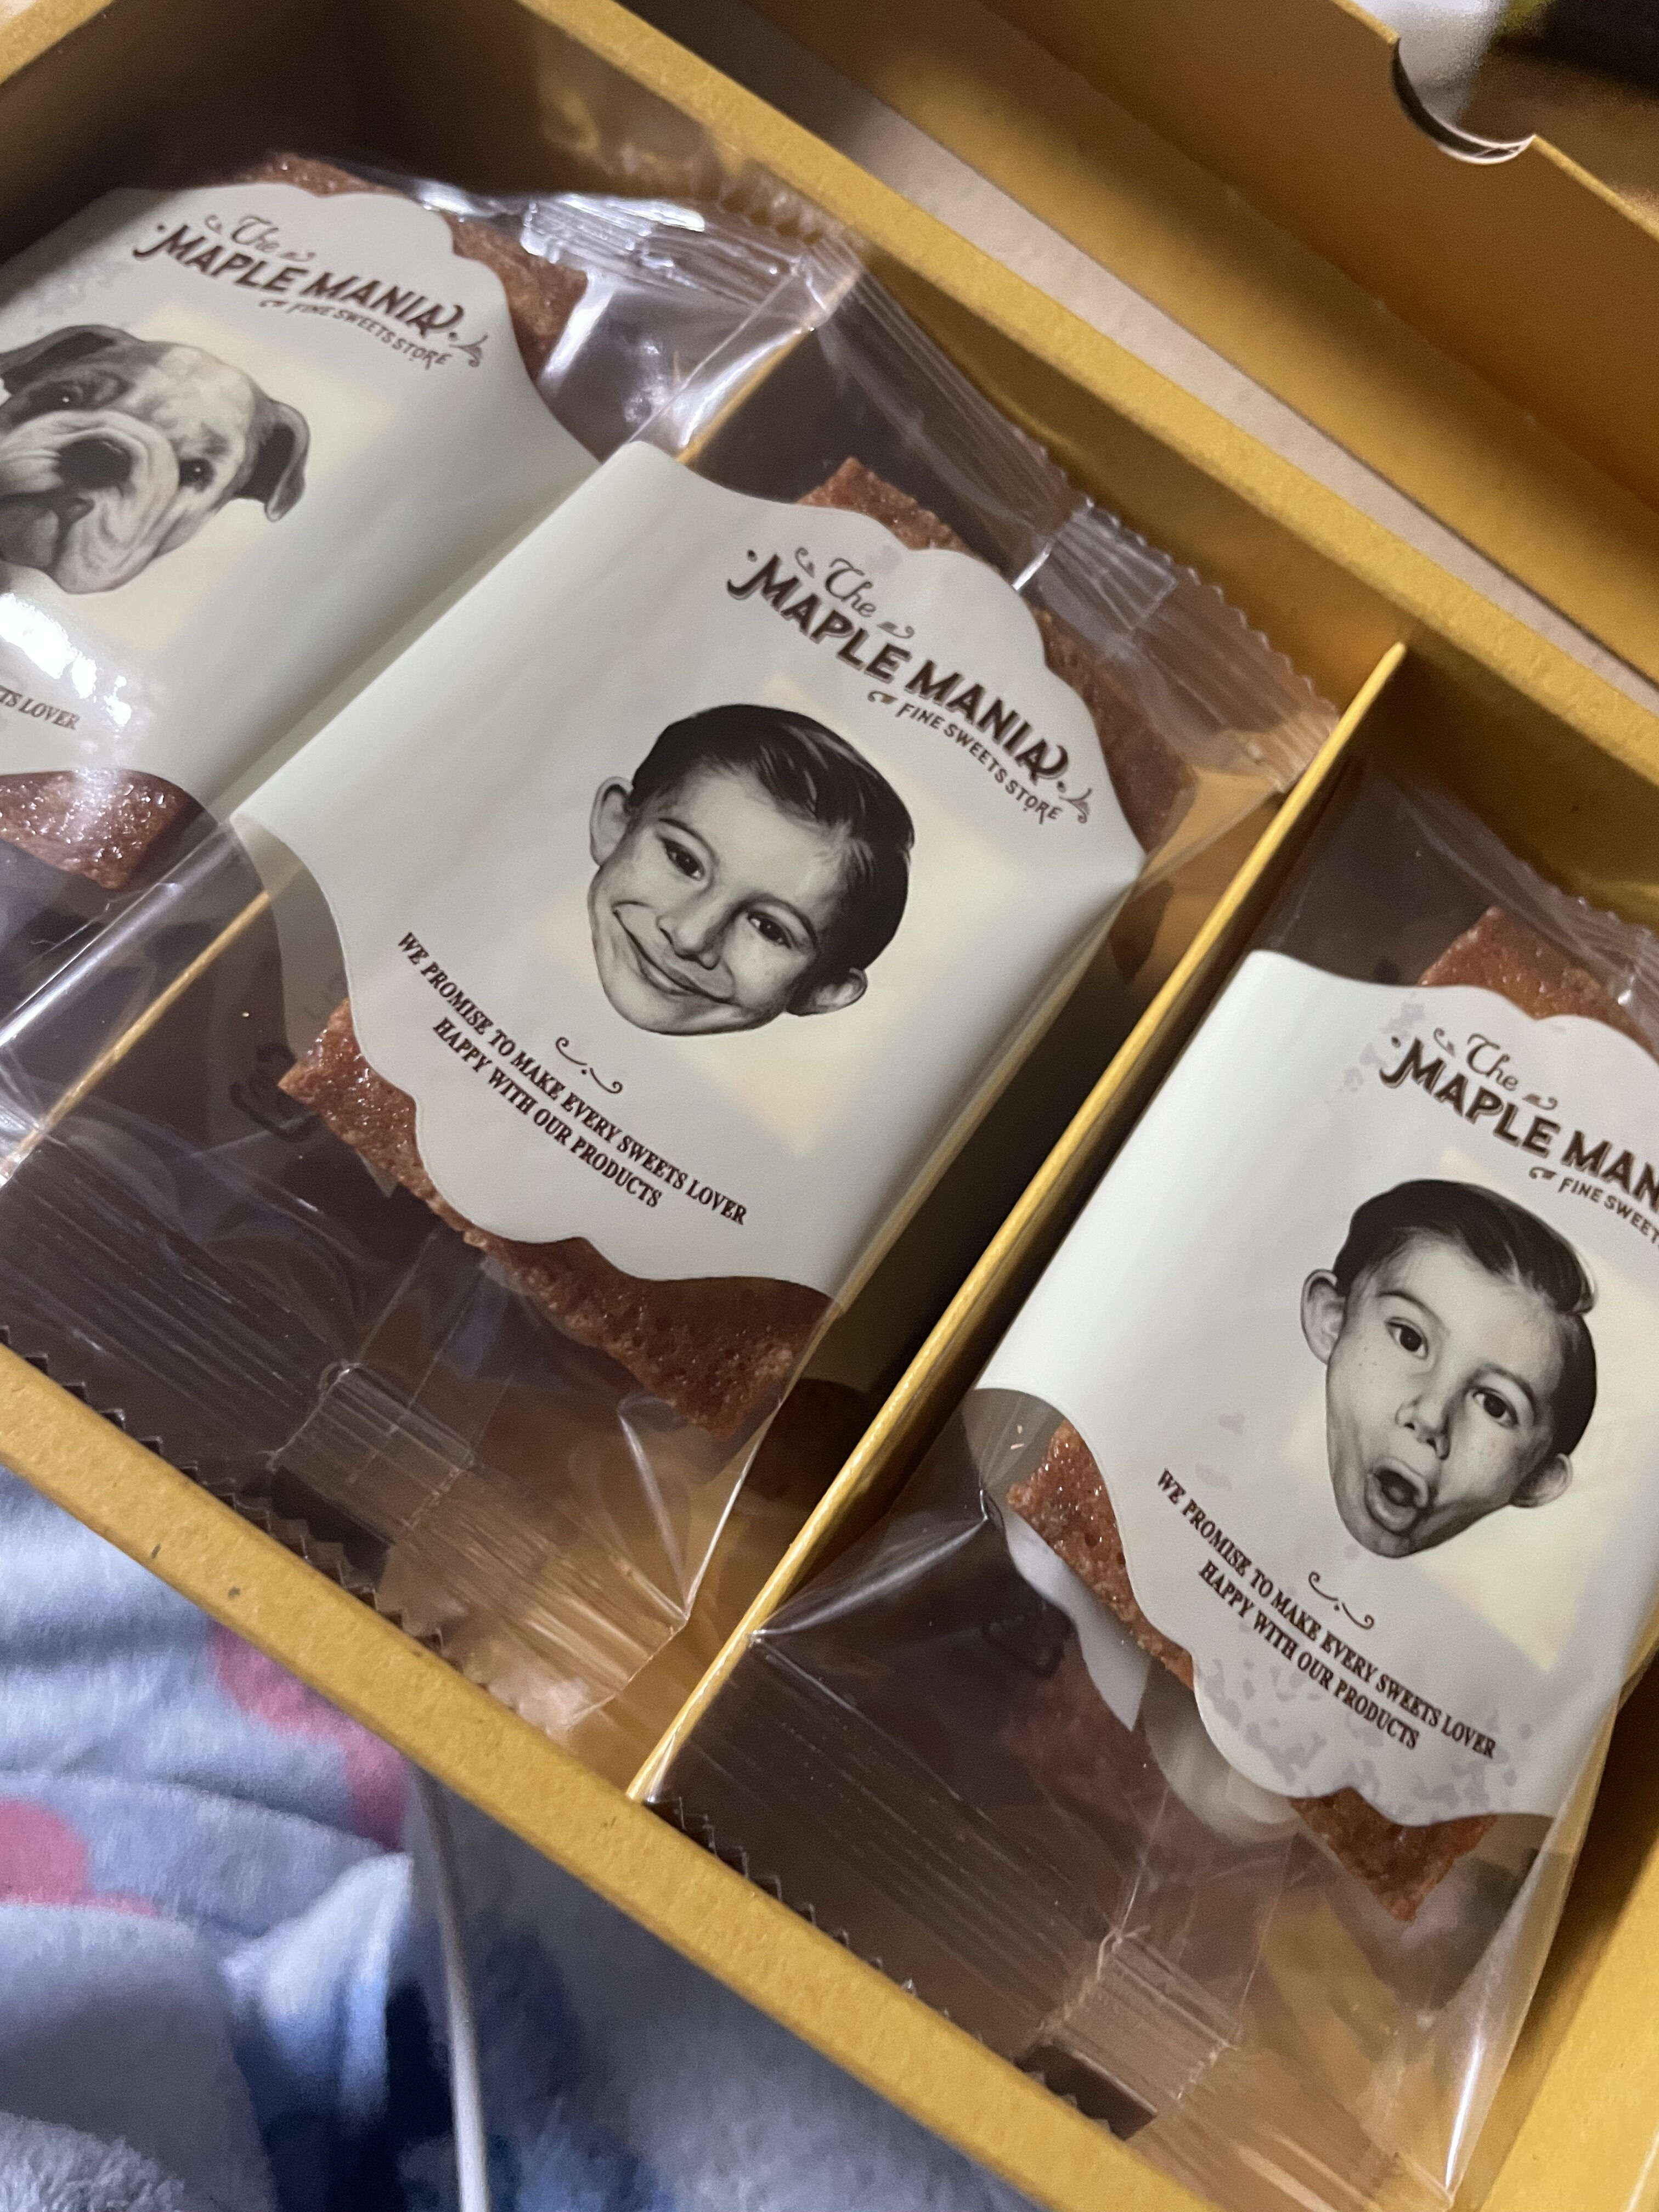 The
MAPLE MANIA
FINE SWEETS STORE
LOVER
The
MAPLE MANIA
FINE SWEETS STORE
WE PROMISE TO MAKE EVERY SWEETS LOVER
HAPPY WITH OUR PRODUCTS
The
MAPLE MAN
FINE SWEET
WE PROMISE TO MAKE EVERY SWEETS LOVER
HAPPY WITH OUR PRODUCTS